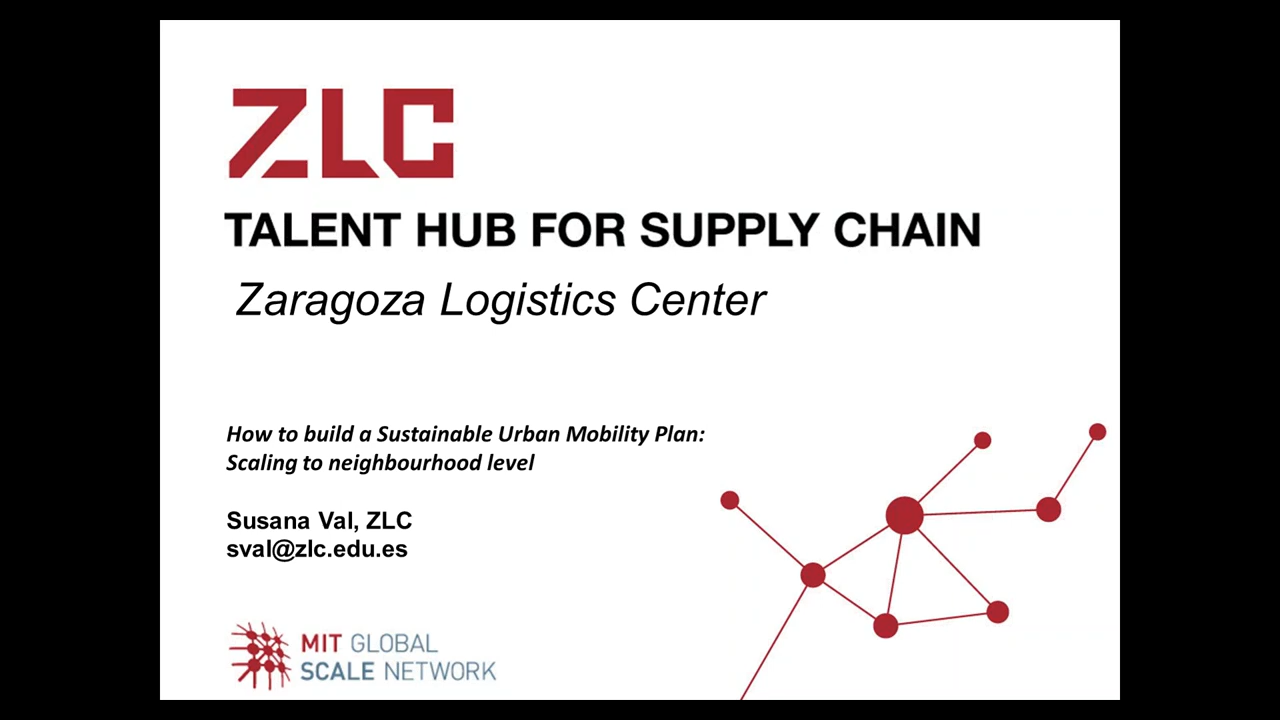 ZLC
TALENT HUB FOR SUPPLY CHAIN
Zaragoza Logistics Center
How to build a Sustainable Urban Mobility Plan:
Scaling to neighbourhood level
Susana Val, ZLC
sval@zlc.edu.es
MIT GLOBAL
SCALE NETWORK